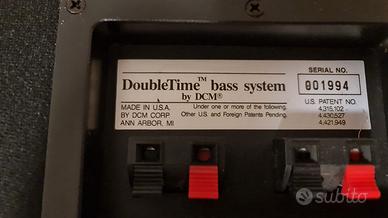 DoubleTime™ bass system
by DCM®
MADE IN U.S.A.
BY DCM CORP.
ANN ARBOR, MI
Under one or more of the following.
Other U.S. and Foreign Patents Pending.
SERIAL NO.
001994
U.S. PATENT NO.
4,315,102
4,430,527
4,421,949
subito